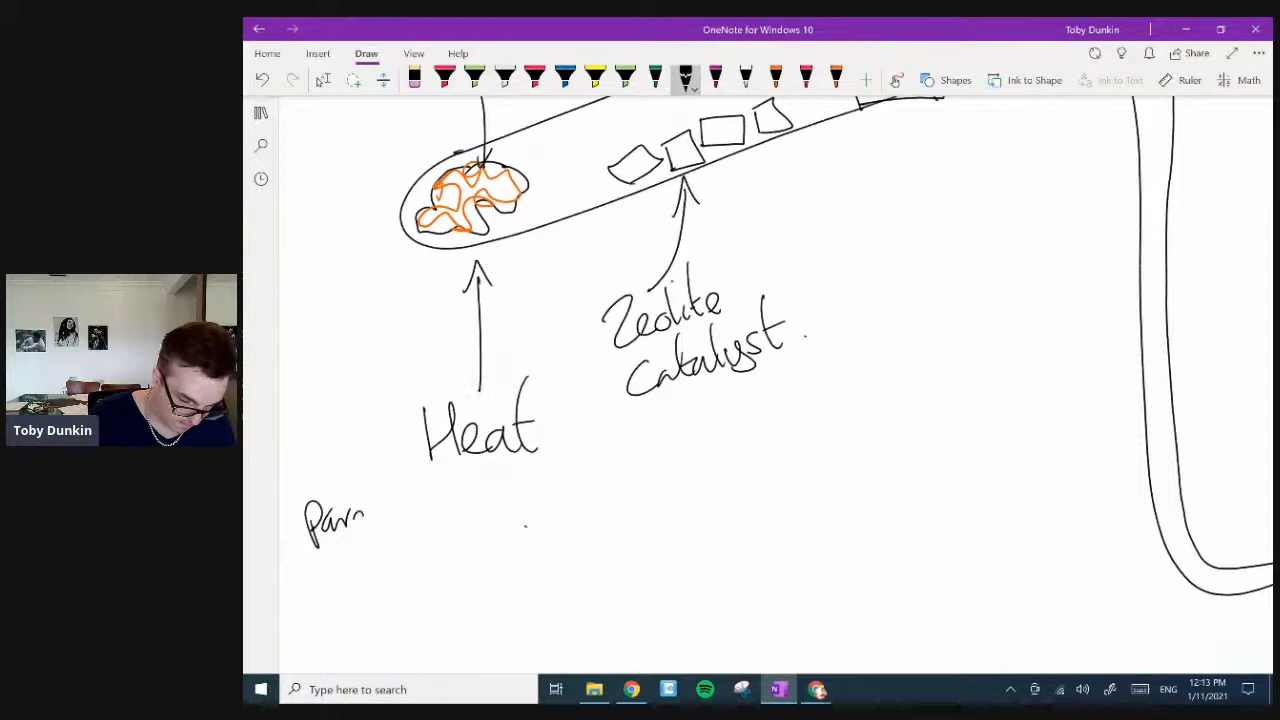 OneNote for Windows 10
Toby Dunkin
Home Insert Draw View Help
Share
Shapes
Ink to Shape
Ink to Text
Ruler
Math
Zeolite
catalyst.
Heat
Toby Dunkin
Type here to search
ENG
12:13 PM
1/11/2021